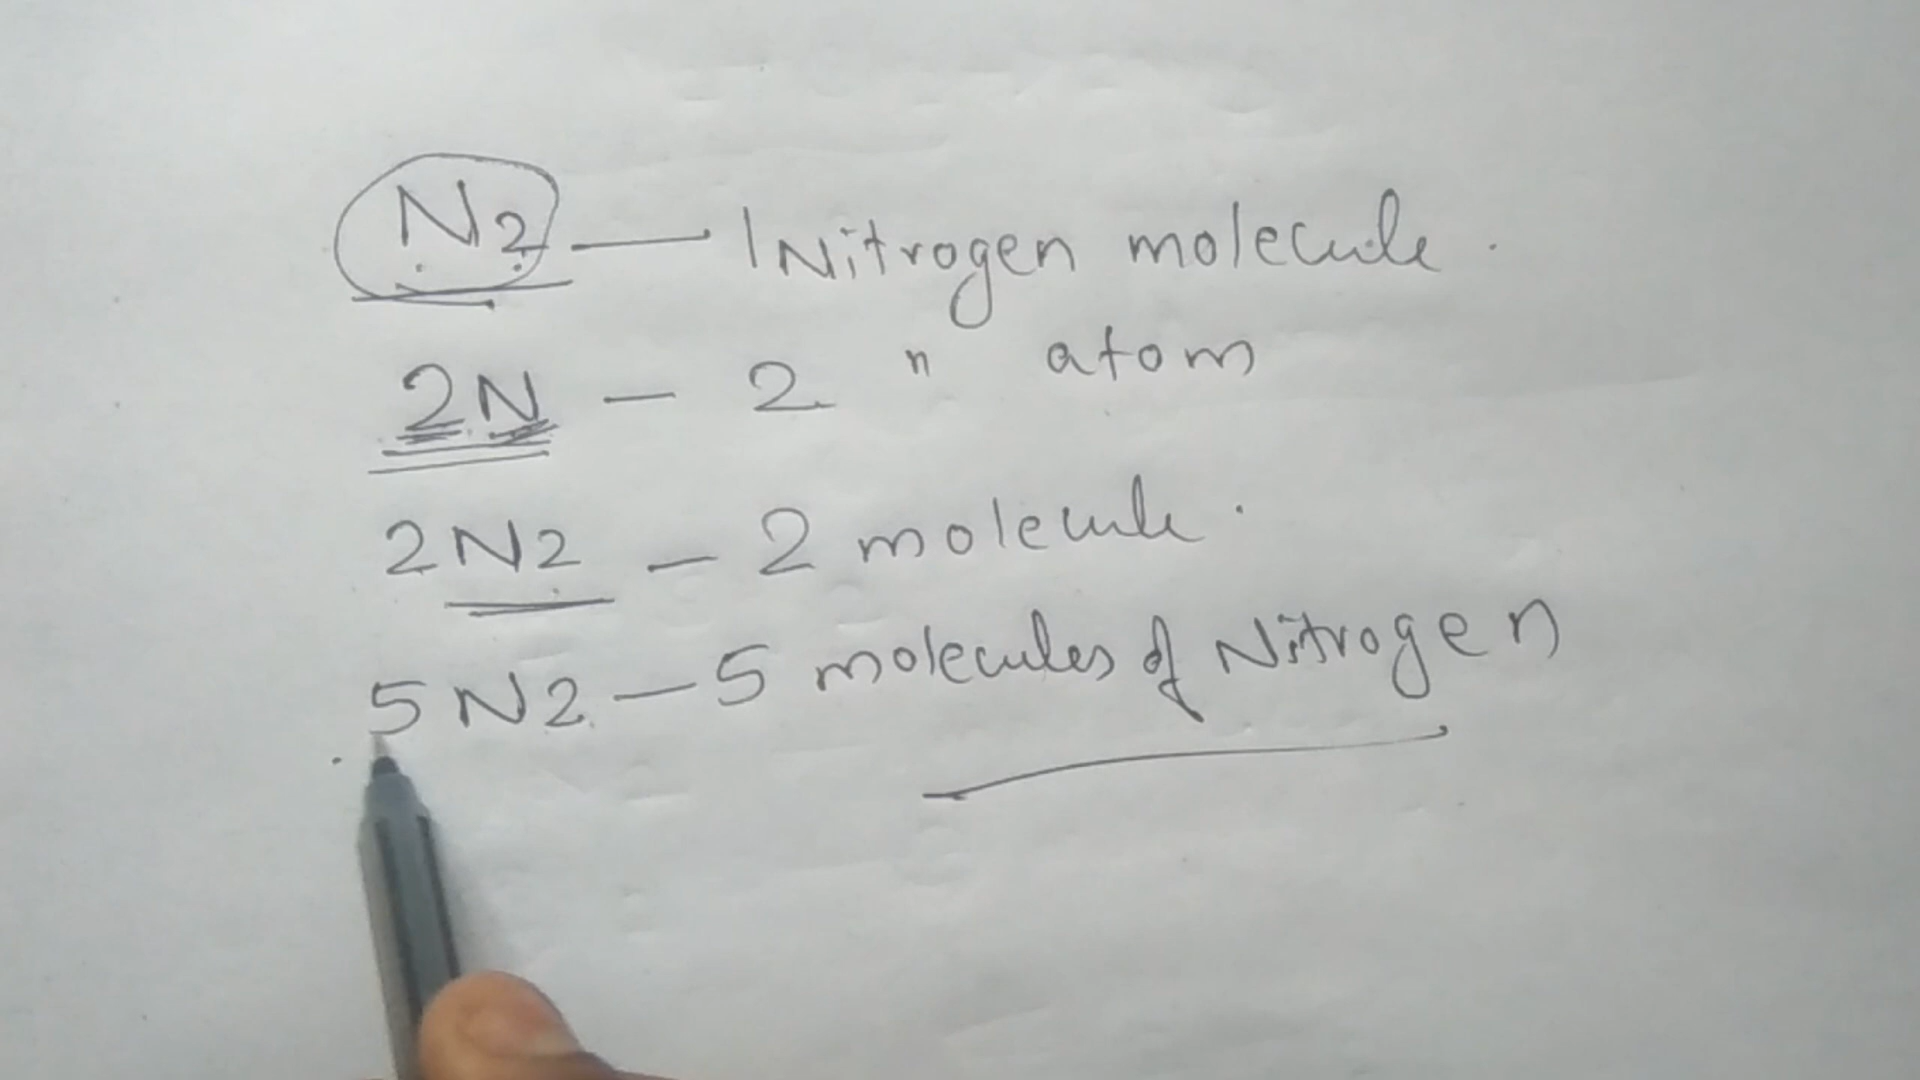 N2 — 1 Nitrogen molecule.
2N — 2 " atom
2N2 — 2 molecule.
5N2 — 5 molecules of Nitrogen